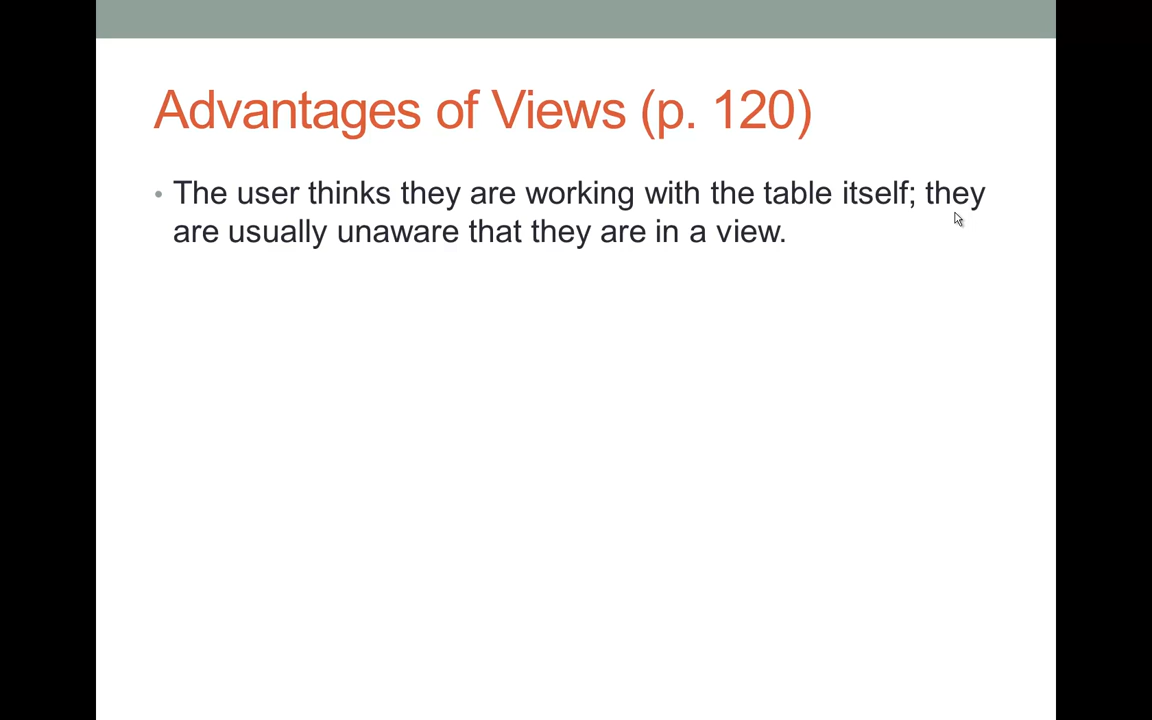 Advantages of Views (p. 120)
• The user thinks they are working with the table itself; they
are usually unaware that they are in a view.